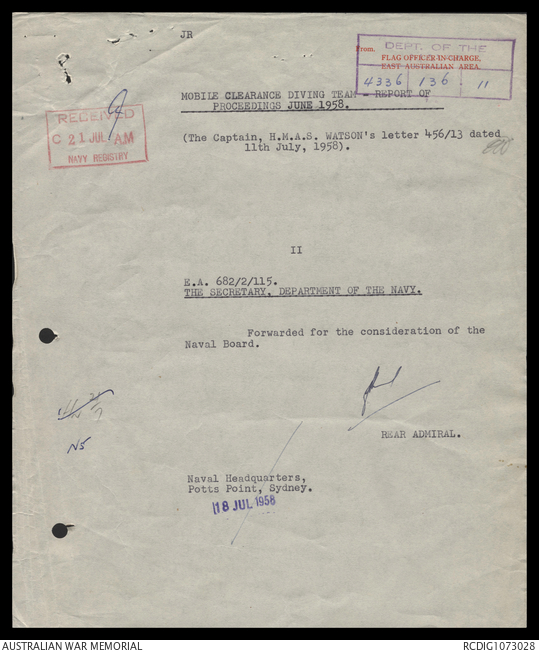 JR
From.
DEPT. OF THE
FLAG OFFICER-IN-CHARGE,
EAST AUSTRALIAN AREA.
4336 136 11
MOBILE CLEARANCE DIVING TEAM - REPORT OF
PROCEEDINGS JUNE 1958.
RECEIVED
C 21 JUL AM
NAVY REGISTRY
(The Captain, H.M.A.S. WATSON's letter 456/13 dated
11th July, 1958).
II
E.A. 682/2/115.
THE SECRETARY, DEPARTMENT OF THE NAVY.
Forwarded for the consideration of the
Naval Board.
N5
REAR ADMIRAL.
Naval Headquarters,
Potts Point, Sydney.
18 JUL 1958
AUSTRALIAN WAR MEMORIAL
RCDIG1073028